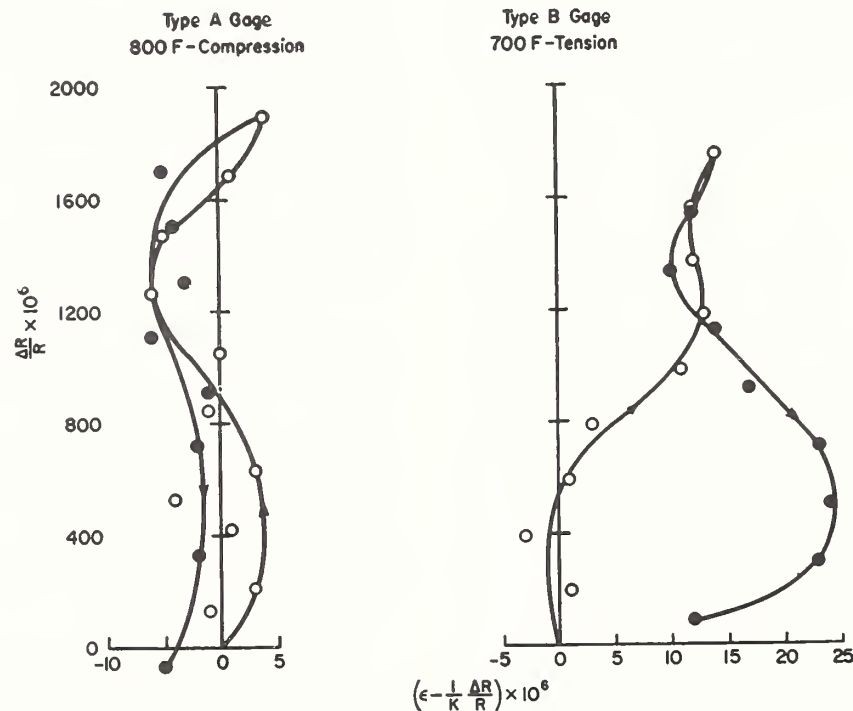 Type A Gage
800 F-Compression
Type B Gage
700 F-Tension
2000
1600
1200
800
400
0
ΔR/R × 10⁶
-10
0
5
-5
0
5
10
15
20
25
(ϵ - 1/K ΔR/R) × 10⁶